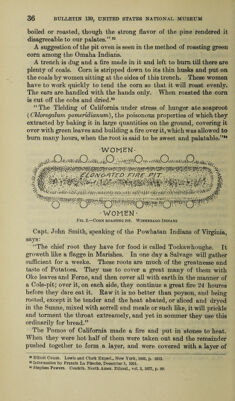 36 BULLETIN 139, UNITED STATES NATIONAL MUSEUM
boiled or roasted, though the strong flavor of the pine rendered it
disagreeable to our palates."
A suggestion of the pit oven is seen in the method of roasting green
corn among the Omaha Indians.
A trench is dug and a fire made in it and left to burn till there are
plenty of coals. Corn is stripped down to its thin husks and put on
the coals by women sitting at the sides of this trench. These women
have to work quickly to tend the corn so that it will roast evenly.
The ears are handled with the hands only. When roasted the corn
is cut off the cobs and dried.
"The Yielding of California under stress of hunger ate soaproot
(Chlorogalum pomeridianum), the poisonous properties of which they
extracted by baking it in large quantities on the ground, covering it
over with green leaves and building a fire over it, which was allowed to
burn many hours, when the root is said to be sweet and palatable."
WOMEN
ELONGATED FIRE PIT
WOMEN
FIG. 2.—CORN ROASTING PIT. WINNEBAGO INDIANS
Capt. John Smith, speaking of the Powhatan Indians of Virginia,
says:
"The chief root they have for food is called Tockawhoughe. It
groweth like a flegge in Marishes. In one day a Salvage will gather
sufficient for a weeke. These roots are much of the greatnesse and
taste of Potatoes. They use to cover a great many of them with
Oke leaves and Ferne, and then cover all with earth in the manner of
a Cole-pit; over it, on each side, they continue a great fire 24 houres
before they dare eat it. Raw it is no better than poyson, and being
rosted, except it be tender and the heat abated, or sliced and dryed
in the Sunne, mixed with sorrell and meale or such like, it will prickle
and torment the throat extreamely, and yet in sommer they use this
ordinarily for bread."
The Pomos of California made a fire and put in stones to heat.
When they were hot half of them were taken out and the remainder
pushed together to form a layer, and were covered with a layer of
Elliott Coues. Lewis and Clark Exped., New York, 1893, p.
Information by Francis La Flesche, December 5, 1921.
Stephen Powers. Contrib. North Amer. Ethnol., vol. 3, 1877, p.